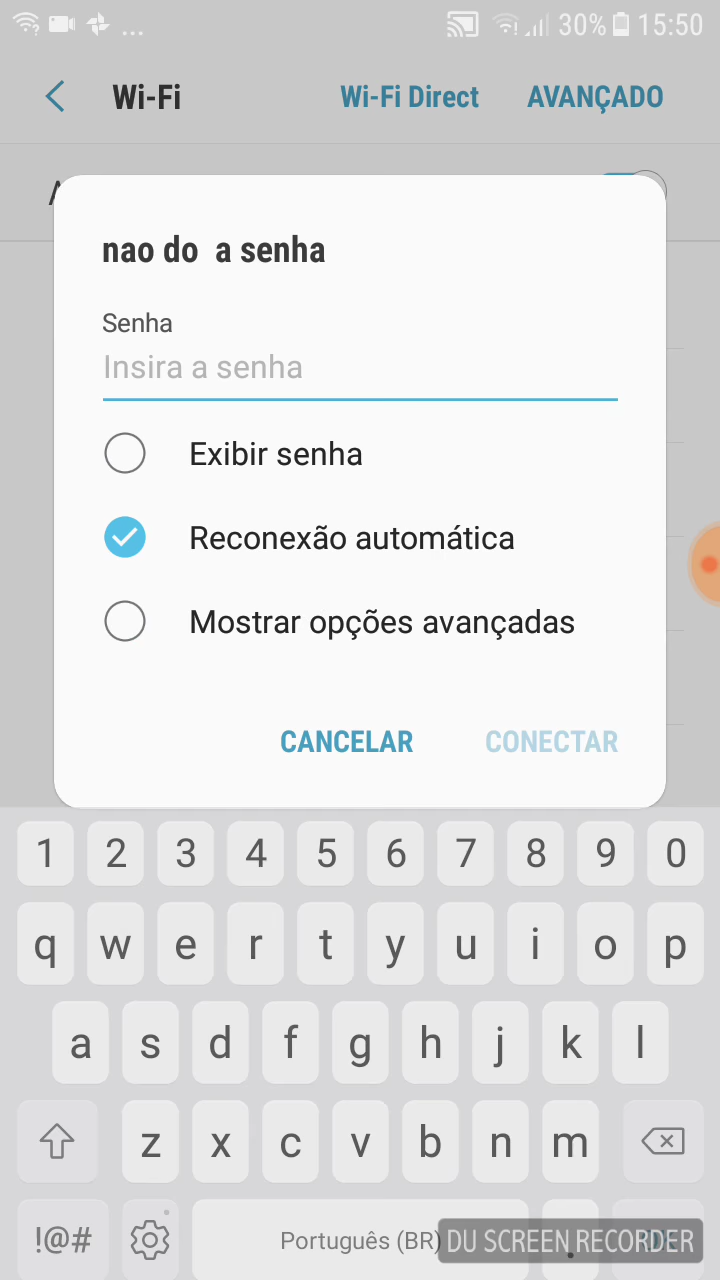 ... 30% 15:50
Wi-Fi Wi-Fi Direct AVANÇADO
A
nao do  a senha
Senha
Insira a senha
Exibir senha
Reconexão automática
Mostrar opções avançadas
CANCELAR CONECTAR
1 2 3 4 5 6 7 8 9 0
q w e r t y u i o p
a s d f g h j k l
z x c v b n m
!@# Português (BR) .
DU SCREEN RECORDER